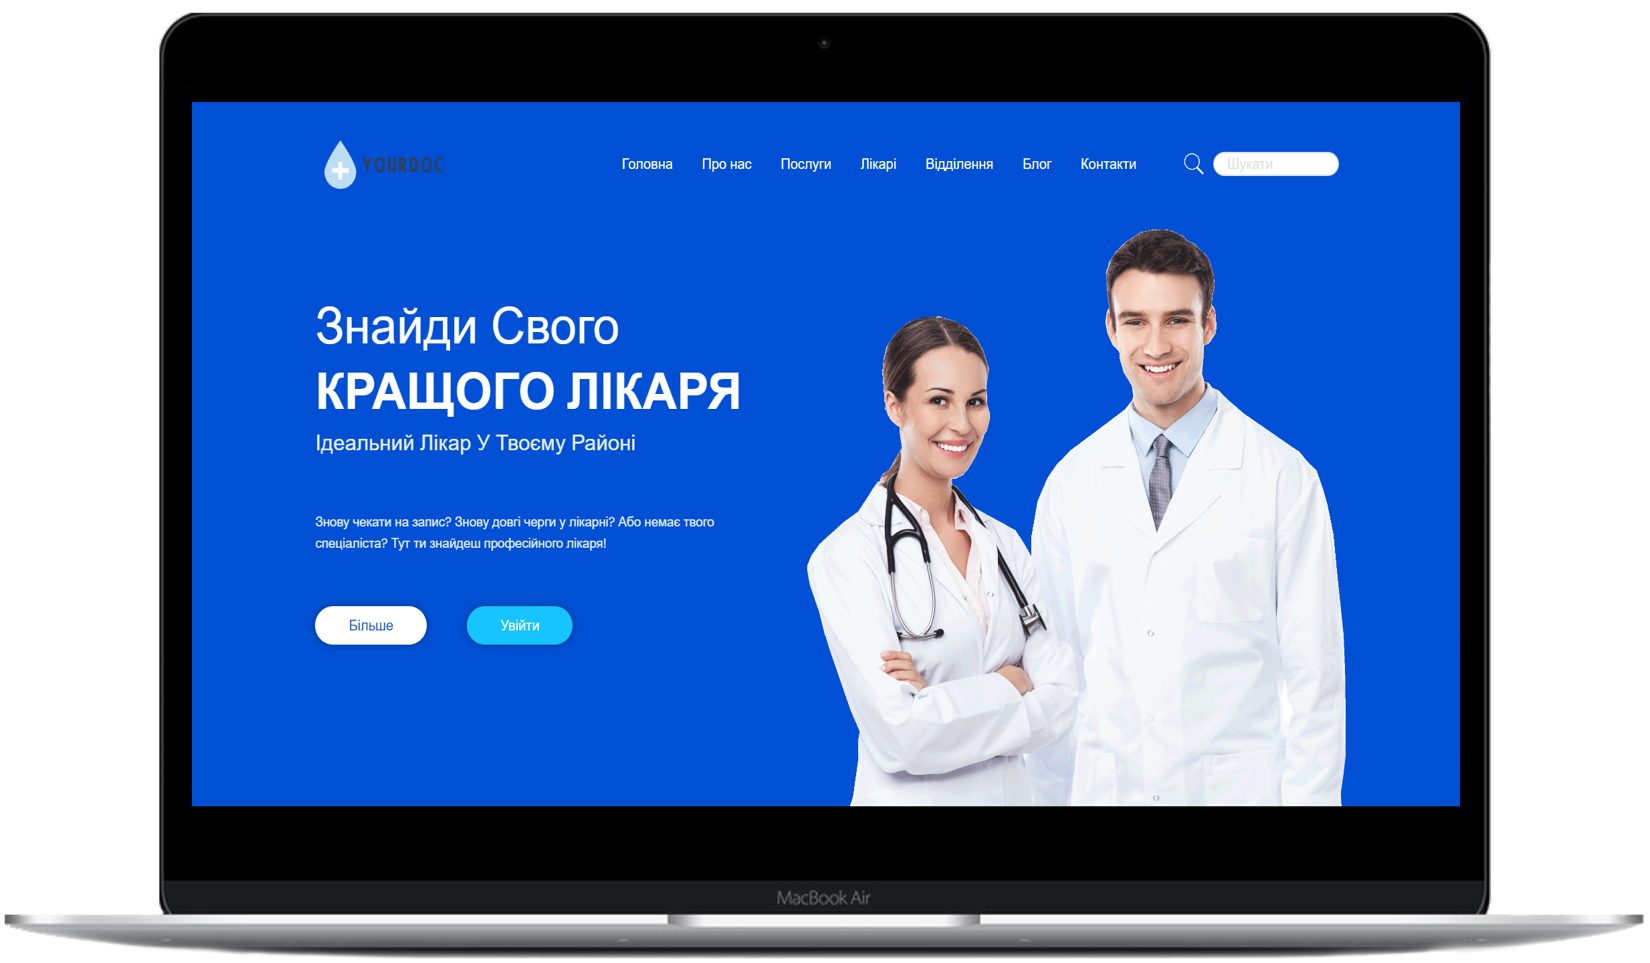 YOURDOC
Головна Про нас Послуги Лікарі Відділення Блог Контакти Шукати
Знайди Свого
КРАЩОГО ЛІКАРЯ
Ідеальний Лікар У Твоєму Районі
Знову чекати на запис? Знову довгі черги у лікарні? Або немає твого
спеціаліста? Тут ти знайдеш професійного лікаря!
Більше Увійти
MacBook Air